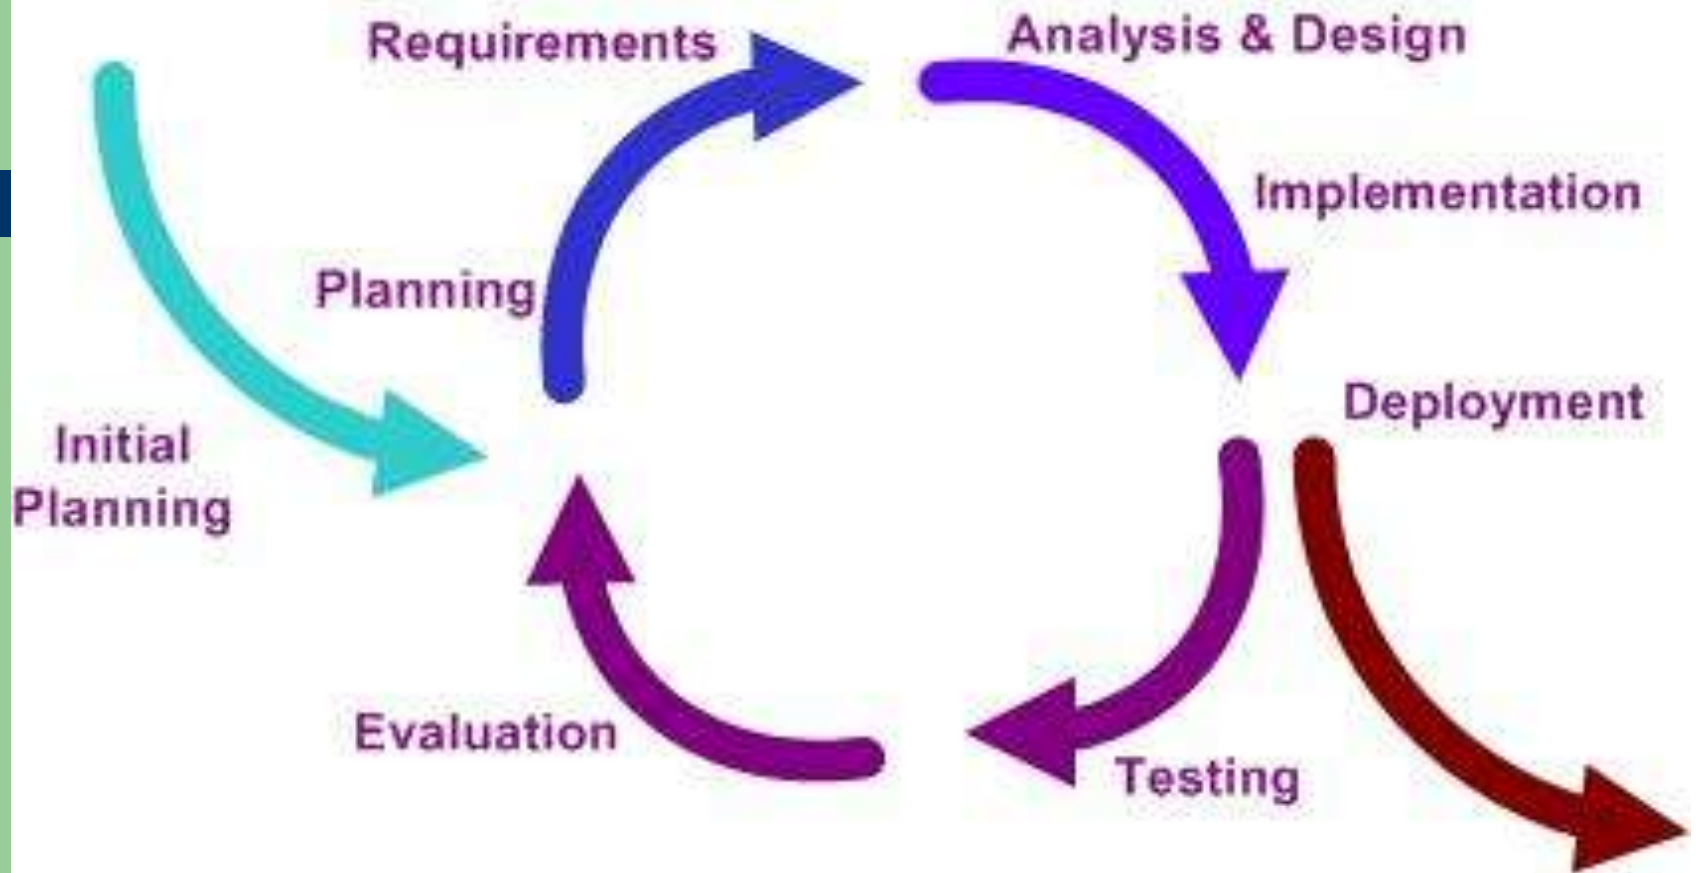 Requirements
Analysis & Design
Implementation
Planning
Deployment
Initial
Planning
Evaluation
Testing